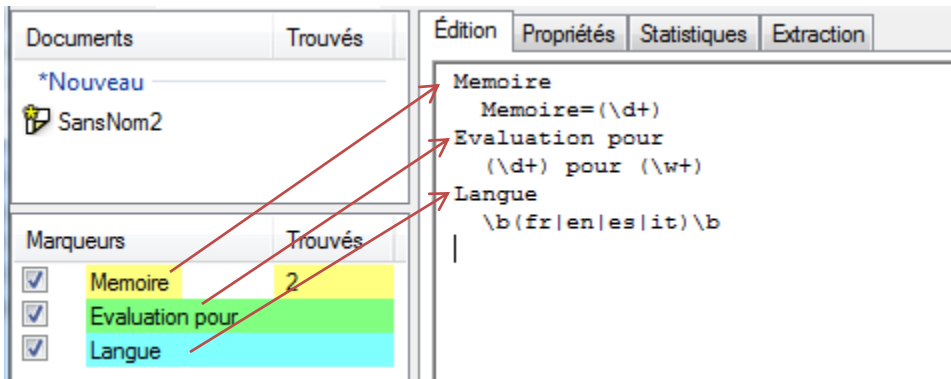 Documents Trouvés
*Nouveau
SansNom2
Marqueurs Trouvés
Memoire 2
Evaluation pour
Langue
Édition Propriétés Statistiques Extraction
Memoire
Memoire=(\d+)
Evaluation pour
(\d+) pour (\w+)
Langue
\b(fr|en|es|it)\b